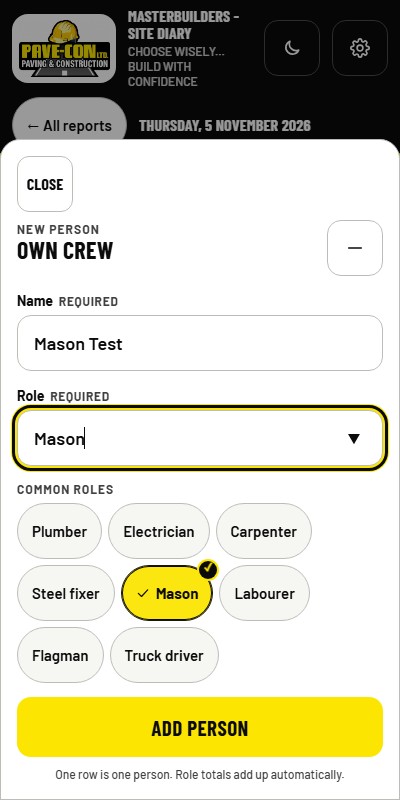 PAVE-CON LTD.
PAVING & CONSTRUCTION
MASTERBUILDERS -
SITE DIARY
CHOOSE WISELY...
BUILD WITH
CONFIDENCE
← All reports
THURSDAY, 5 NOVEMBER 2026
CLOSE
NEW PERSON
OWN CREW
Name REQUIRED
Mason Test
Role REQUIRED
Mason
COMMON ROLES
Plumber
Electrician
Carpenter
Steel fixer
Mason
Labourer
Flagman
Truck driver
ADD PERSON
One row is one person. Role totals add up automatically.